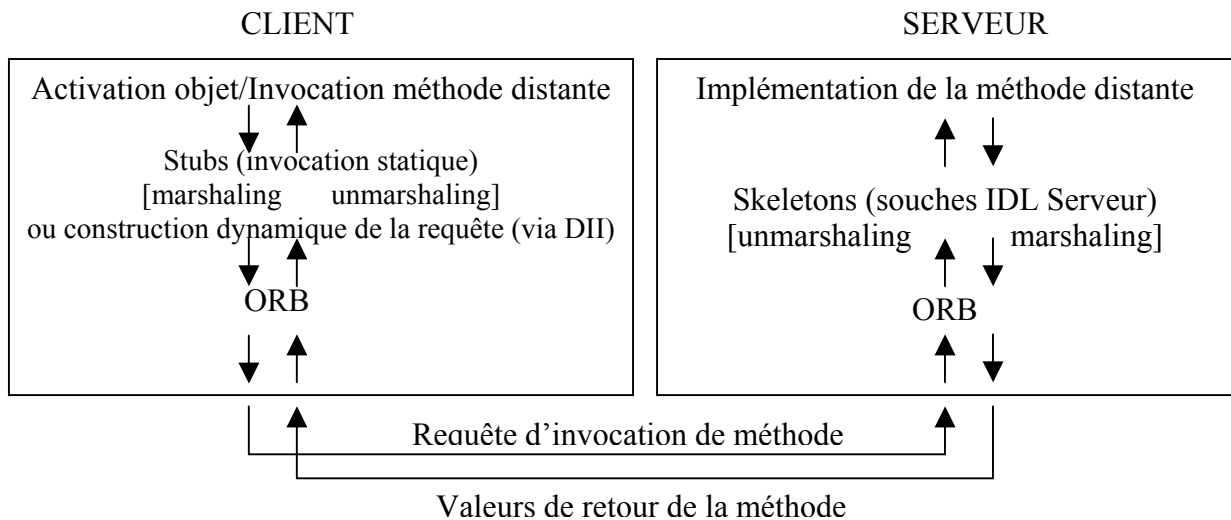 CLIENT
SERVEUR
Activation objet/Invocation méthode distante
Stubs (invocation statique)
[marshaling unmarshaling]
ou construction dynamique de la requête (via DII)
ORB
Implémentation de la méthode distante
Skeletons (souches IDL Serveur)
[unmarshaling marshaling]
ORB
Requête d’invocation de méthode
Valeurs de retour de la méthode